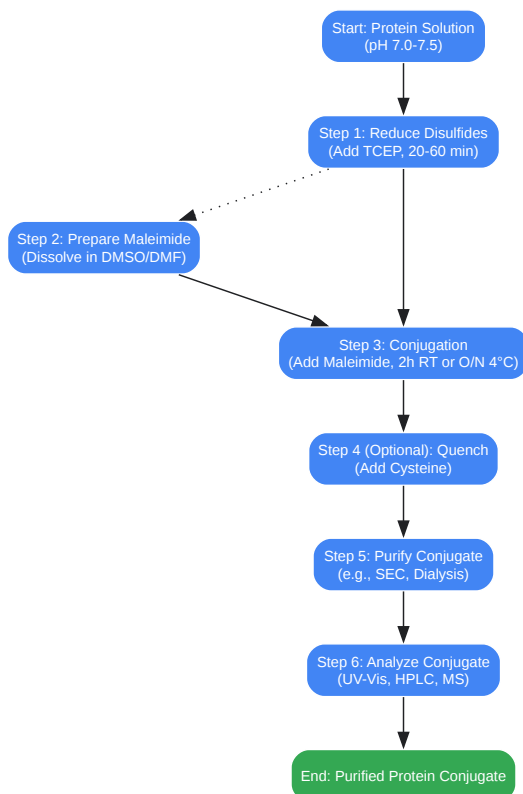 Start: Protein Solution
(pH 7.0-7.5)
Step 1: Reduce Disulfides
(Add TCEP, 20-60 min)
Step 2: Prepare Maleimide
(Dissolve in DMSO/DMF)
Step 3: Conjugation
(Add Maleimide, 2h RT or O/N 4°C)
Step 4 (Optional): Quench
(Add Cysteine)
Step 5: Purify Conjugate
(e.g., SEC, Dialysis)
Step 6: Analyze Conjugate
(UV-Vis, HPLC, MS)
End: Purified Protein Conjugate